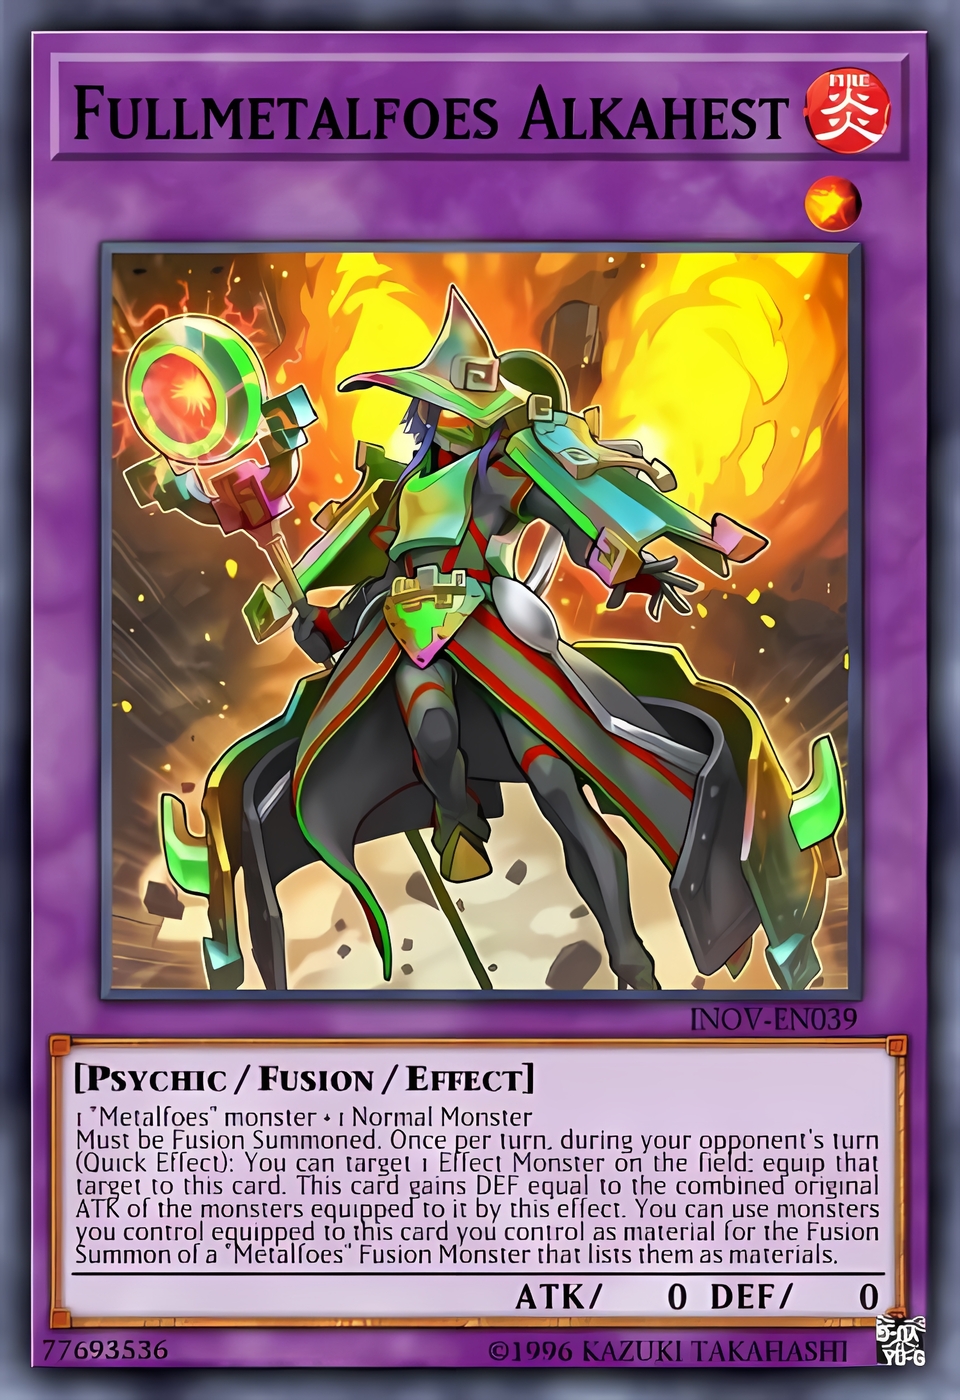 Fullmetalfoes Alkahest
炎
INOV-EN039
[Psychic / Fusion / Effect]
1 "Metalfoes" monster + 1 Normal Monster
Must be Fusion Summoned. Once per turn, during your opponent's turn
(Quick Effect): You can target 1 Effect Monster on the field; equip that
target to this card. This card gains DEF equal to the combined original
ATK of the monsters equipped to it by this effect. You can use monsters
you control equipped to this card you control as material for the Fusion
Summon of a "Metalfoes" Fusion Monster that lists them as materials.
ATK/ 0 DEF/ 0
77693536 ©1996 KAZUKI TAKAHASHI